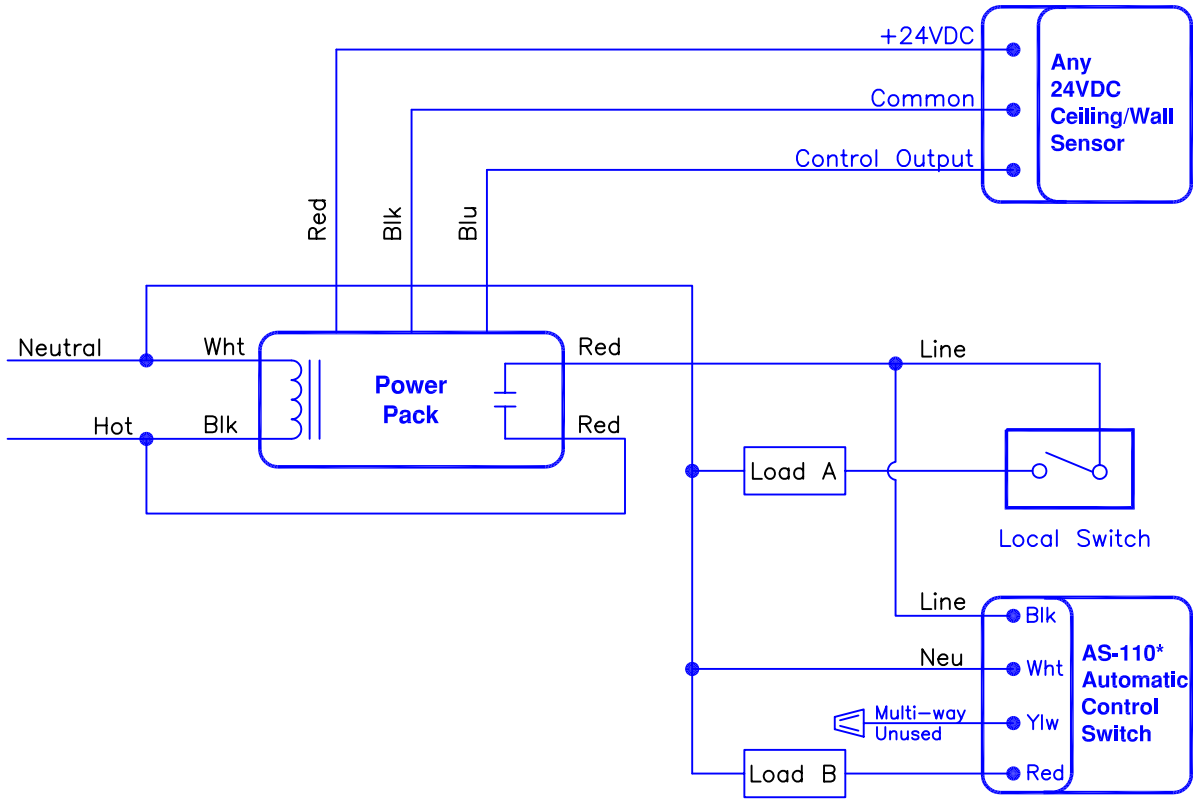 +24VDC
Common
Control Output
Any
24VDC
Ceiling/Wall
Sensor
Red
Blk
Blu
Neutral
Wht
Hot
Blk
Power
Pack
Red
Red
Line
Load A
Local Switch
Line
Blk
Neu
Wht
Multi-way
Unused
Ylw
Load B
Red
AS-110*
Automatic
Control
Switch